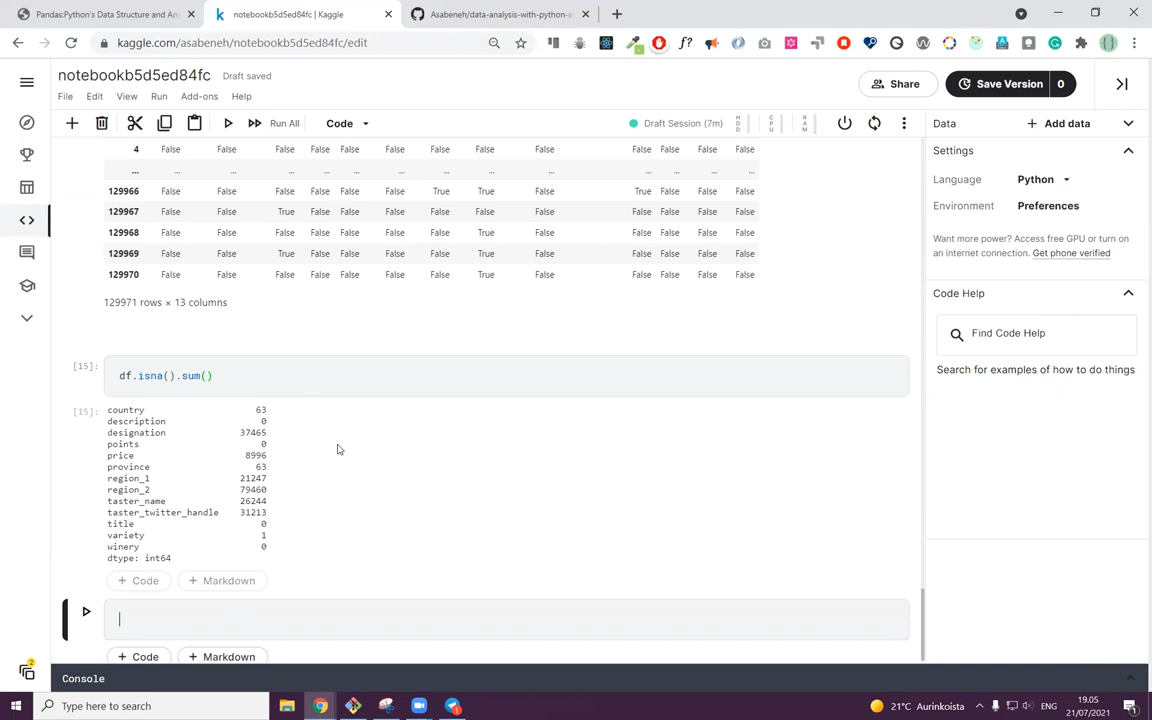 Pandas:Python's Data Structure and An
notebookb5d5ed84fc | Kaggle
Asabeneh/data-analysis-with-python-s
kaggle.com/asabeneh/notebookb5d5ed84fc/edit
notebookb5d5ed84fc Draft saved
Share
Save Version 0
File Edit View Run Add-ons Help
Run All Code
Draft Session (7m)
HDD CPU RAM
Data
Add data
4 False False False False False False False False False False False False False
... ... ... ... ... ... ... ... ... ... ... ... ... ...
129966 False False False False False False True True False True False False False
129967 False False True False False False False True False False False False False
129968 False False False False False False False True False False False False False
129969 False False True False False False False True False False False False False
129970 False False False False False False False True False False False False False
129971 rows × 13 columns
[15]:
df.isna().sum()
[15]:
country 63
description 0
designation 37465
points 0
price 8996
province 63
region_1 21247
region_2 79460
taster_name 26244
taster_twitter_handle 31213
title 0
variety 1
winery 0
dtype: int64
+ Code + Markdown
+ Code + Markdown
Console
Settings
Language Python
Environment Preferences
Want more power? Access free GPU or turn on
an internet connection. Get phone verified
Code Help
Find Code Help
Search for examples of how to do things
2
Type here to search
21°C Aurinkoista
ENG
19.05
21/07/2021
1